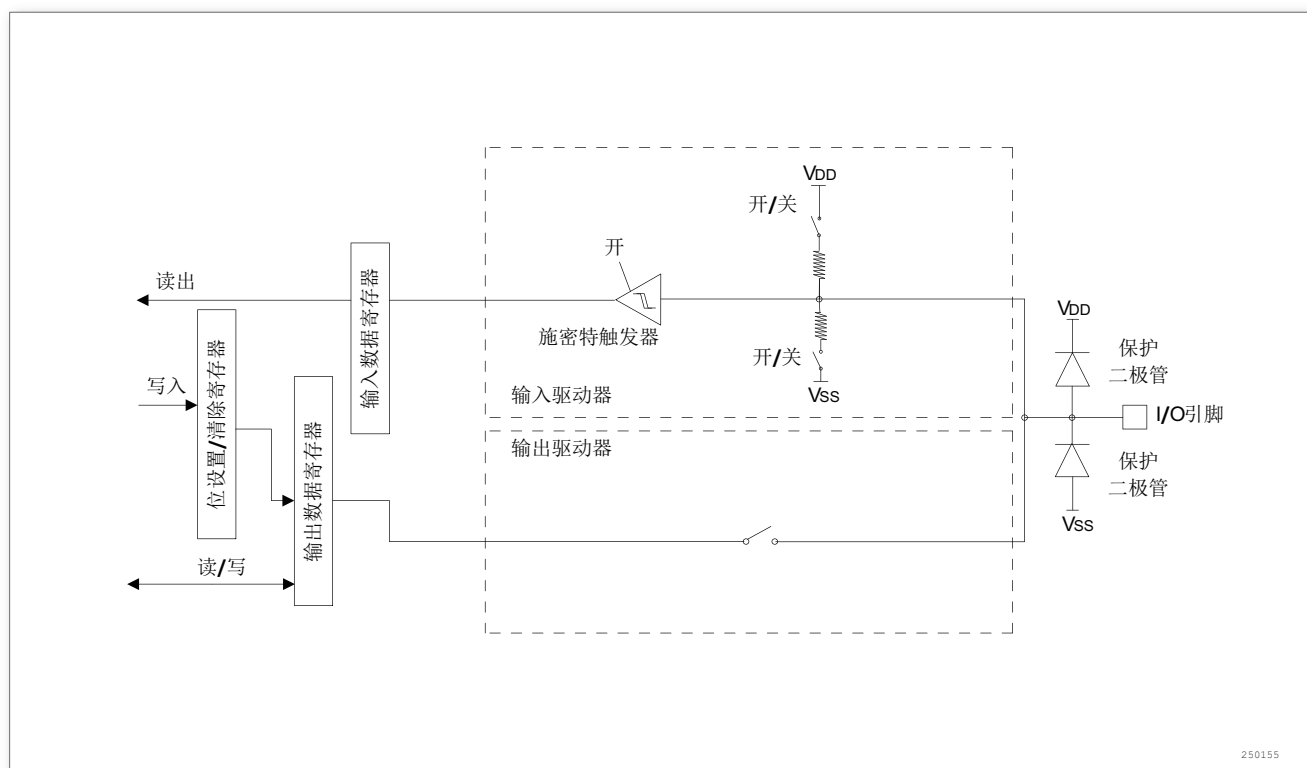 VDD
开/关
开
读出
输入数据寄存器
施密特触发器
VDD
保护
二极管
开/关
VSS
写入
位设置/清除寄存器
输入驱动器
I/O引脚
输出数据寄存器
输出驱动器
保护
二极管
VSS
读/写
250155